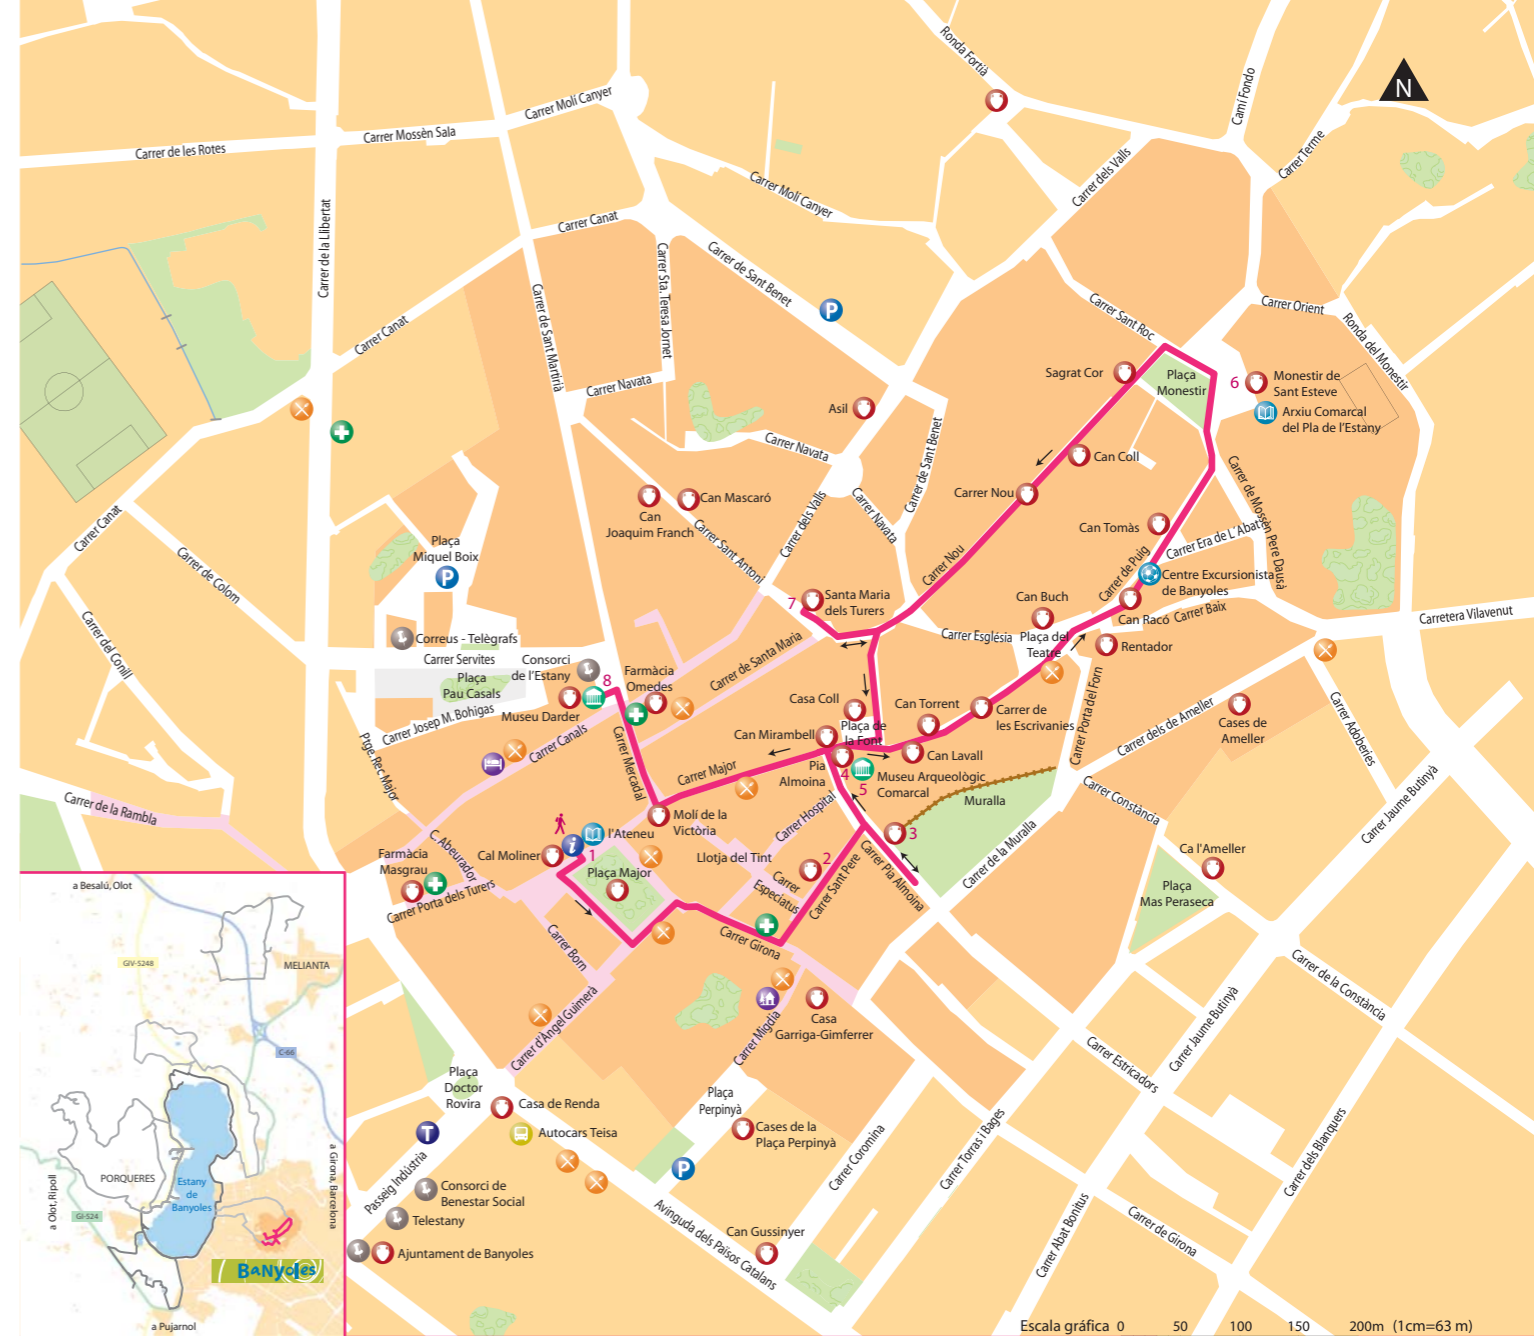 Ronda Fortià
N
Camí Fondo
Carrer Molí Canyer
Carrer Mossèn Sala
Carrer de les Rotes
Carrer Terme
Carrer dels Valls
Carrer Molí Canyer
Carrer Canat
Carrer de la Llibertat
Carrer Sta. Teresa Jornet
Carrer de Sant Benet
P
Carrer de Sant Martirià
Carrer Canat
Carrer Sant Roc
Carrer Orient
Ronda del Monestir
Sagrat Cor
Plaça
Monestir
6
Monestir de
Sant Esteve
Arxiu Comarcal
del Pla de l'Estany
Carrer Navata
Asil
Carrer Navata
Carrer de Sant Benet
Can Coll
Carrer Nou
Can Mascaró
Can
Joaquim Franch
Carrer Sant Antoni
Carrer dels Valls
Carrer Navata
Can Tomàs
Carrer de Mossèn Pere Dausà
Carrer Era de L'Abat
Carrer Canat
Carrer de Colom
Plaça
Miquel Boix
P
Carrer Nou
Carrer de Puig
Centre Excursionista
de Banyoles
Can Buch
Can Racó
Carrer Baix
7
Santa Maria
dels Turers
Carrer Església
Plaça del
Teatre
Rentador
Carretera Vilavenut
Carrer del Conill
Correus - Telègrafs
Carrer Servites
Plaça
Pau Casals
Consorci
de l'Estany
8
Farmàcia
Omedes
Carrer de Santa Maria
Museu Darder
Carrer Josep M. Bohigas
Carrer Canals
Ptge. Rec Major
Carrer Mercadal
Casa Coll
Can Torrent
Carrer de
les Escrivanies
Carrer Porta del Forn
Carrer dels de Ameller
Cases de
Ameller
Carrer Adoberies
Can Mirambell
Plaça de
la Font
Can Lavall
Pia
Almoina
4
5
Museu Arqueològic
Comarcal
Carrer Major
Muralla
Carrer Constància
Carrer Jaume Butinyà
Carrer de la Rambla
Molí de la
Victòria
Carrer Hospital
3
Carrer de la Muralla
Carrer Pia Almoina
C. Abeurador
Cal Moliner
i
l'Ateneu
1
Plaça Major
Llotja del Tint
2
Carrer
Especiatus
Carrer Sant Pere
Ca l'Ameller
Plaça
Mas Peraseca
Farmàcia
Masgrau
Carrer Porta dels Turers
Carrer Born
Carrer Girona
Carrer d'Àngel Guimerà
Carrer Migdia
Casa
Garriga-Gimferrer
Carrer de la Constància
Carrer Jaume Butinyà
Carrer Estricadors
Plaça
Doctor
Rovira
Casa de Renda
Autocars Teisa
T
Plaça
Perpinyà
Cases de la
Plaça Perpinyà
P
Passeig Indústria
Consorci de
Benestar Social
Telestany
Ajuntament de Banyoles
Carrer Coromina
Carrer Torras i Bages
Carrer dels Blanquers
Avinguda dels Països Catalans
Can Gussinyer
Carrer Abat Bonitus
Carrer de Girona
a Besalú, Olot
GIV-5248
MELIANTA
C-66
PORQUERES
Estany
de
Banyoles
a Olot, Ripoll
GI-524
a Girona, Barcelona
BaNyoles
a Pujarnol
Escala gráfica 0 50 100 150 200m (1cm=63 m)